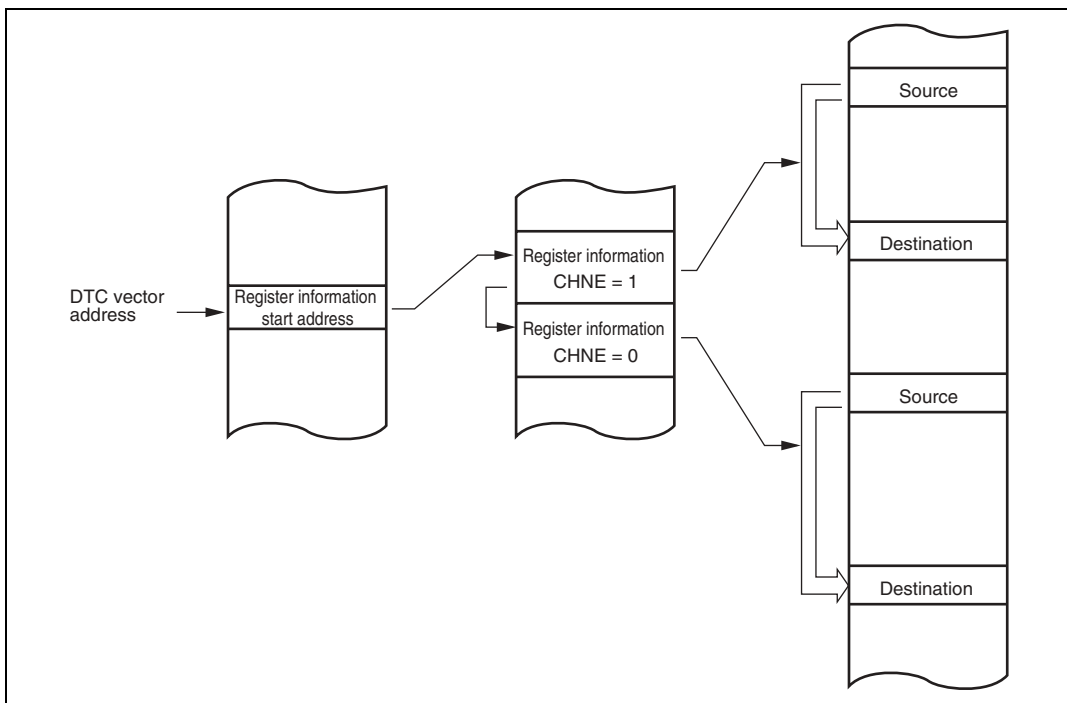 DTC vector
address
Register information
start address
Register information
CHNE = 1
Register information
CHNE = 0
Source
Destination
Source
Destination